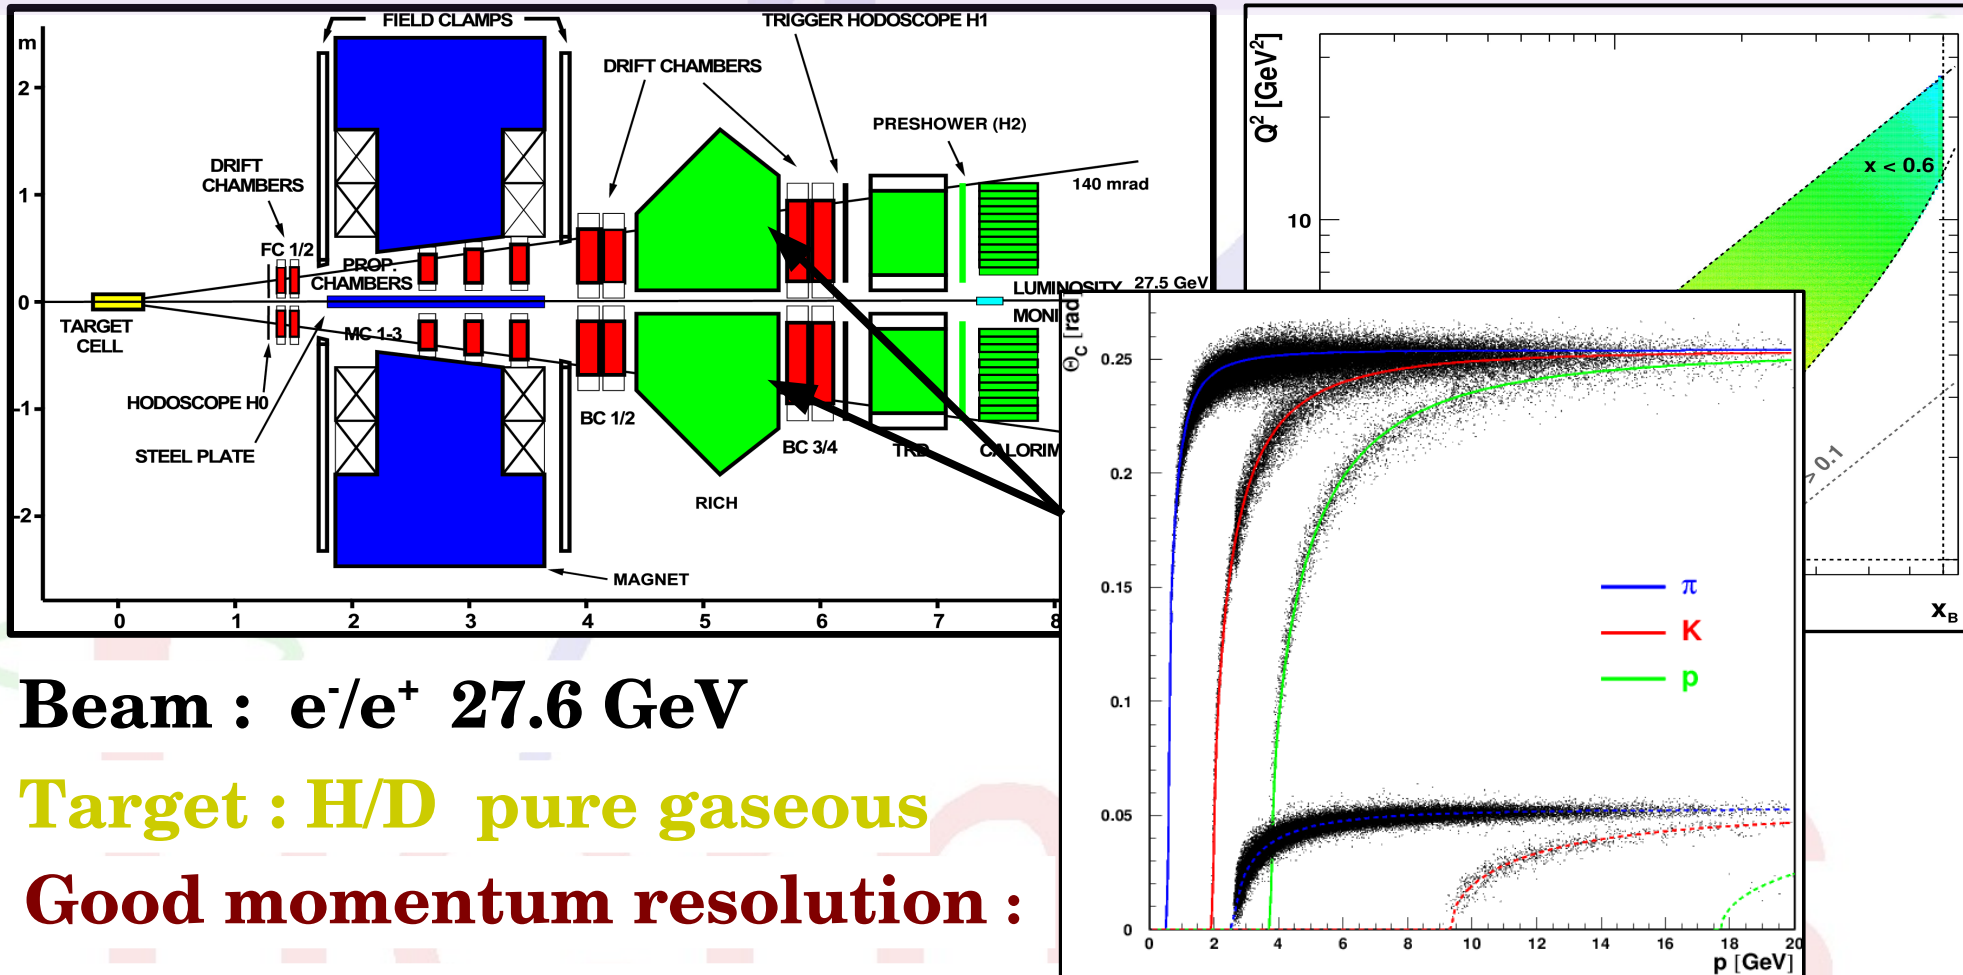 FIELD CLAMPS
TRIGGER HODOSCOPE H1
m
DRIFT CHAMBERS
2
PRESHOWER (H2)
DRIFT
CHAMBERS
140 mrad
1
FC 1/2
PROP.
CHAMBERS
27.5 GeV
LUMINOSITY
0
TARGET
CELL
MC 1-3
HODOSCOPE H0
-1
STEEL PLATE
BC 1/2
BC 3/4
TRD
RICH
-2
MAGNET
0 1 2 3 4 5 6 7 8
Q² [GeV²]
x < 0.6
10
> 0.1
x_B
Θ_C [rad]
0.25
0.2
0.15
0.1
0.05
0
π
K
p
0 2 4 6 8 10 12 14 16 18 20
p [GeV]
Beam : e⁻/e⁺ 27.6 GeV
Target : H/D pure gaseous
Good momentum resolution :